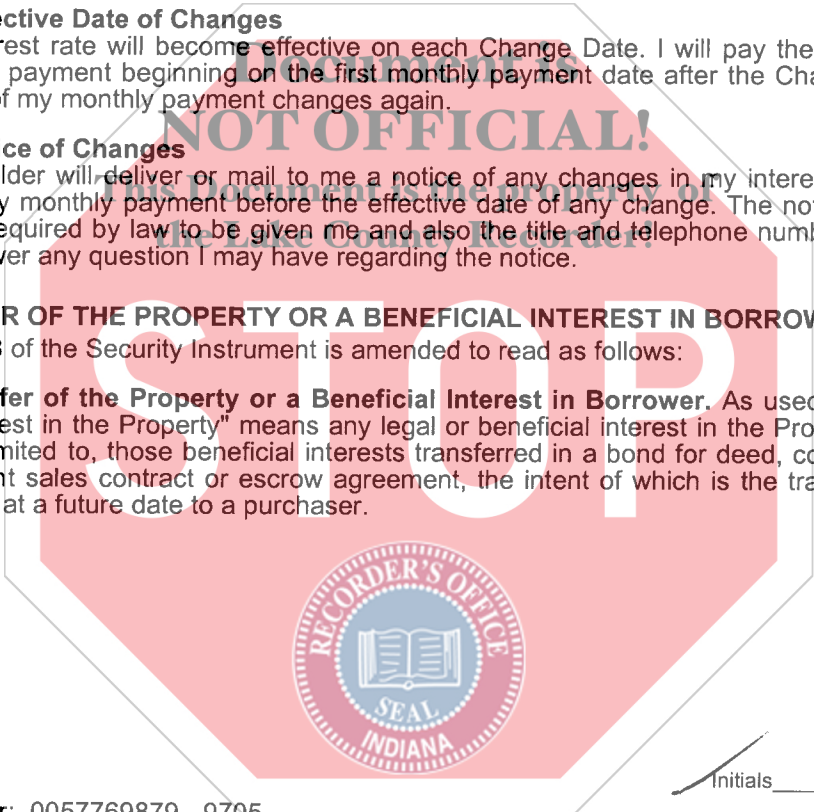 ctive Date of Changes
rest rate will become effective on each Change Date. I will pay the
payment beginning on the first monthly payment date after the Cha
f my monthly payment changes again.
ce of Changes
lder will deliver or mail to me a notice of any changes in my intere
y monthly payment before the effective date of any change. The not
equired by law to be given me and also the title and telephone numb
ver any question I may have regarding the notice.
R OF THE PROPERTY OR A BENEFICIAL INTEREST IN BORROW
of the Security Instrument is amended to read as follows:
fer of the Property or a Beneficial Interest in Borrower. As used
est in the Property" means any legal or beneficial interest in the Pro
mited to, those beneficial interests transferred in a bond for deed, co
nt sales contract or escrow agreement, the intent of which is the tra
at a future date to a purchaser.
Document is
NOT OFFICIAL!
This Document is the property of
the Lake County Recorder!
STOP
RECORDER'S OFFICE
SEAL
INDIANA
Initials
r: 0057769879 - 9705